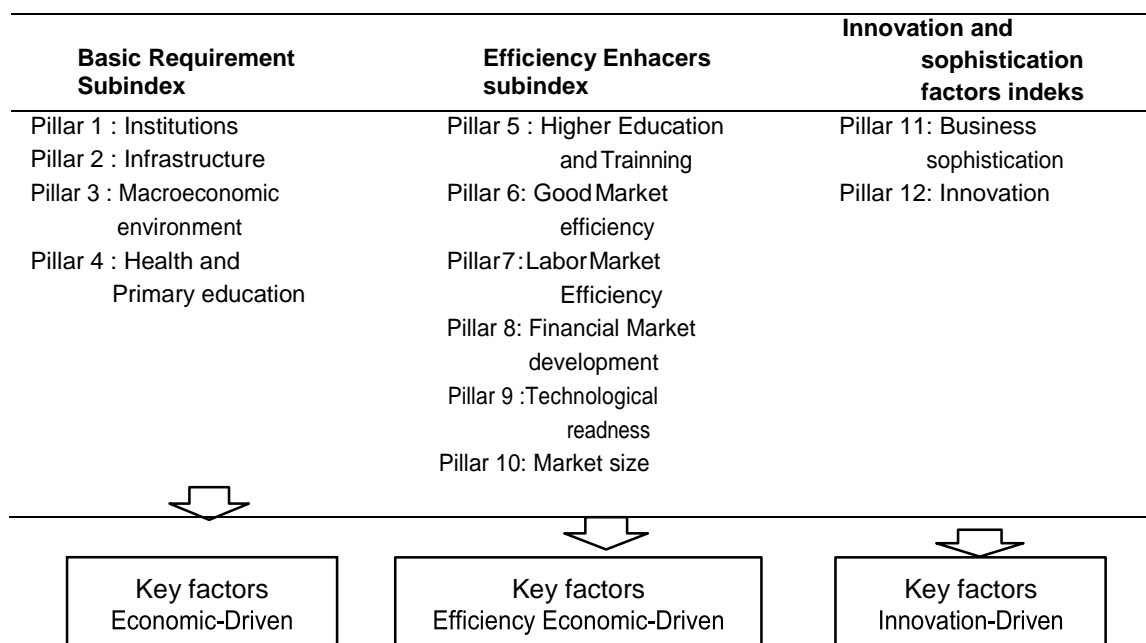 Basic Requirement
Subindex
Efficiency Enhacers
subindex
Innovation and
sophistication
factors indeks
Pillar 1 : Institutions
Pillar 2 : Infrastructure
Pillar 3 : Macroeconomic
environment
Pillar 4 : Health and
Primary education
Pillar 5 : Higher Education
and Trainning
Pillar 6: Good Market
efficiency
Pillar 7 : Labor Market
Efficiency
Pillar 8: Financial Market
development
Pillar 9 :Technological
readness
Pillar 10: Market size
Pillar 11: Business
sophistication
Pillar 12: Innovation
Key factors
Economic-Driven
Key factors
Efficiency Economic-Driven
Key factors
Innovation-Driven